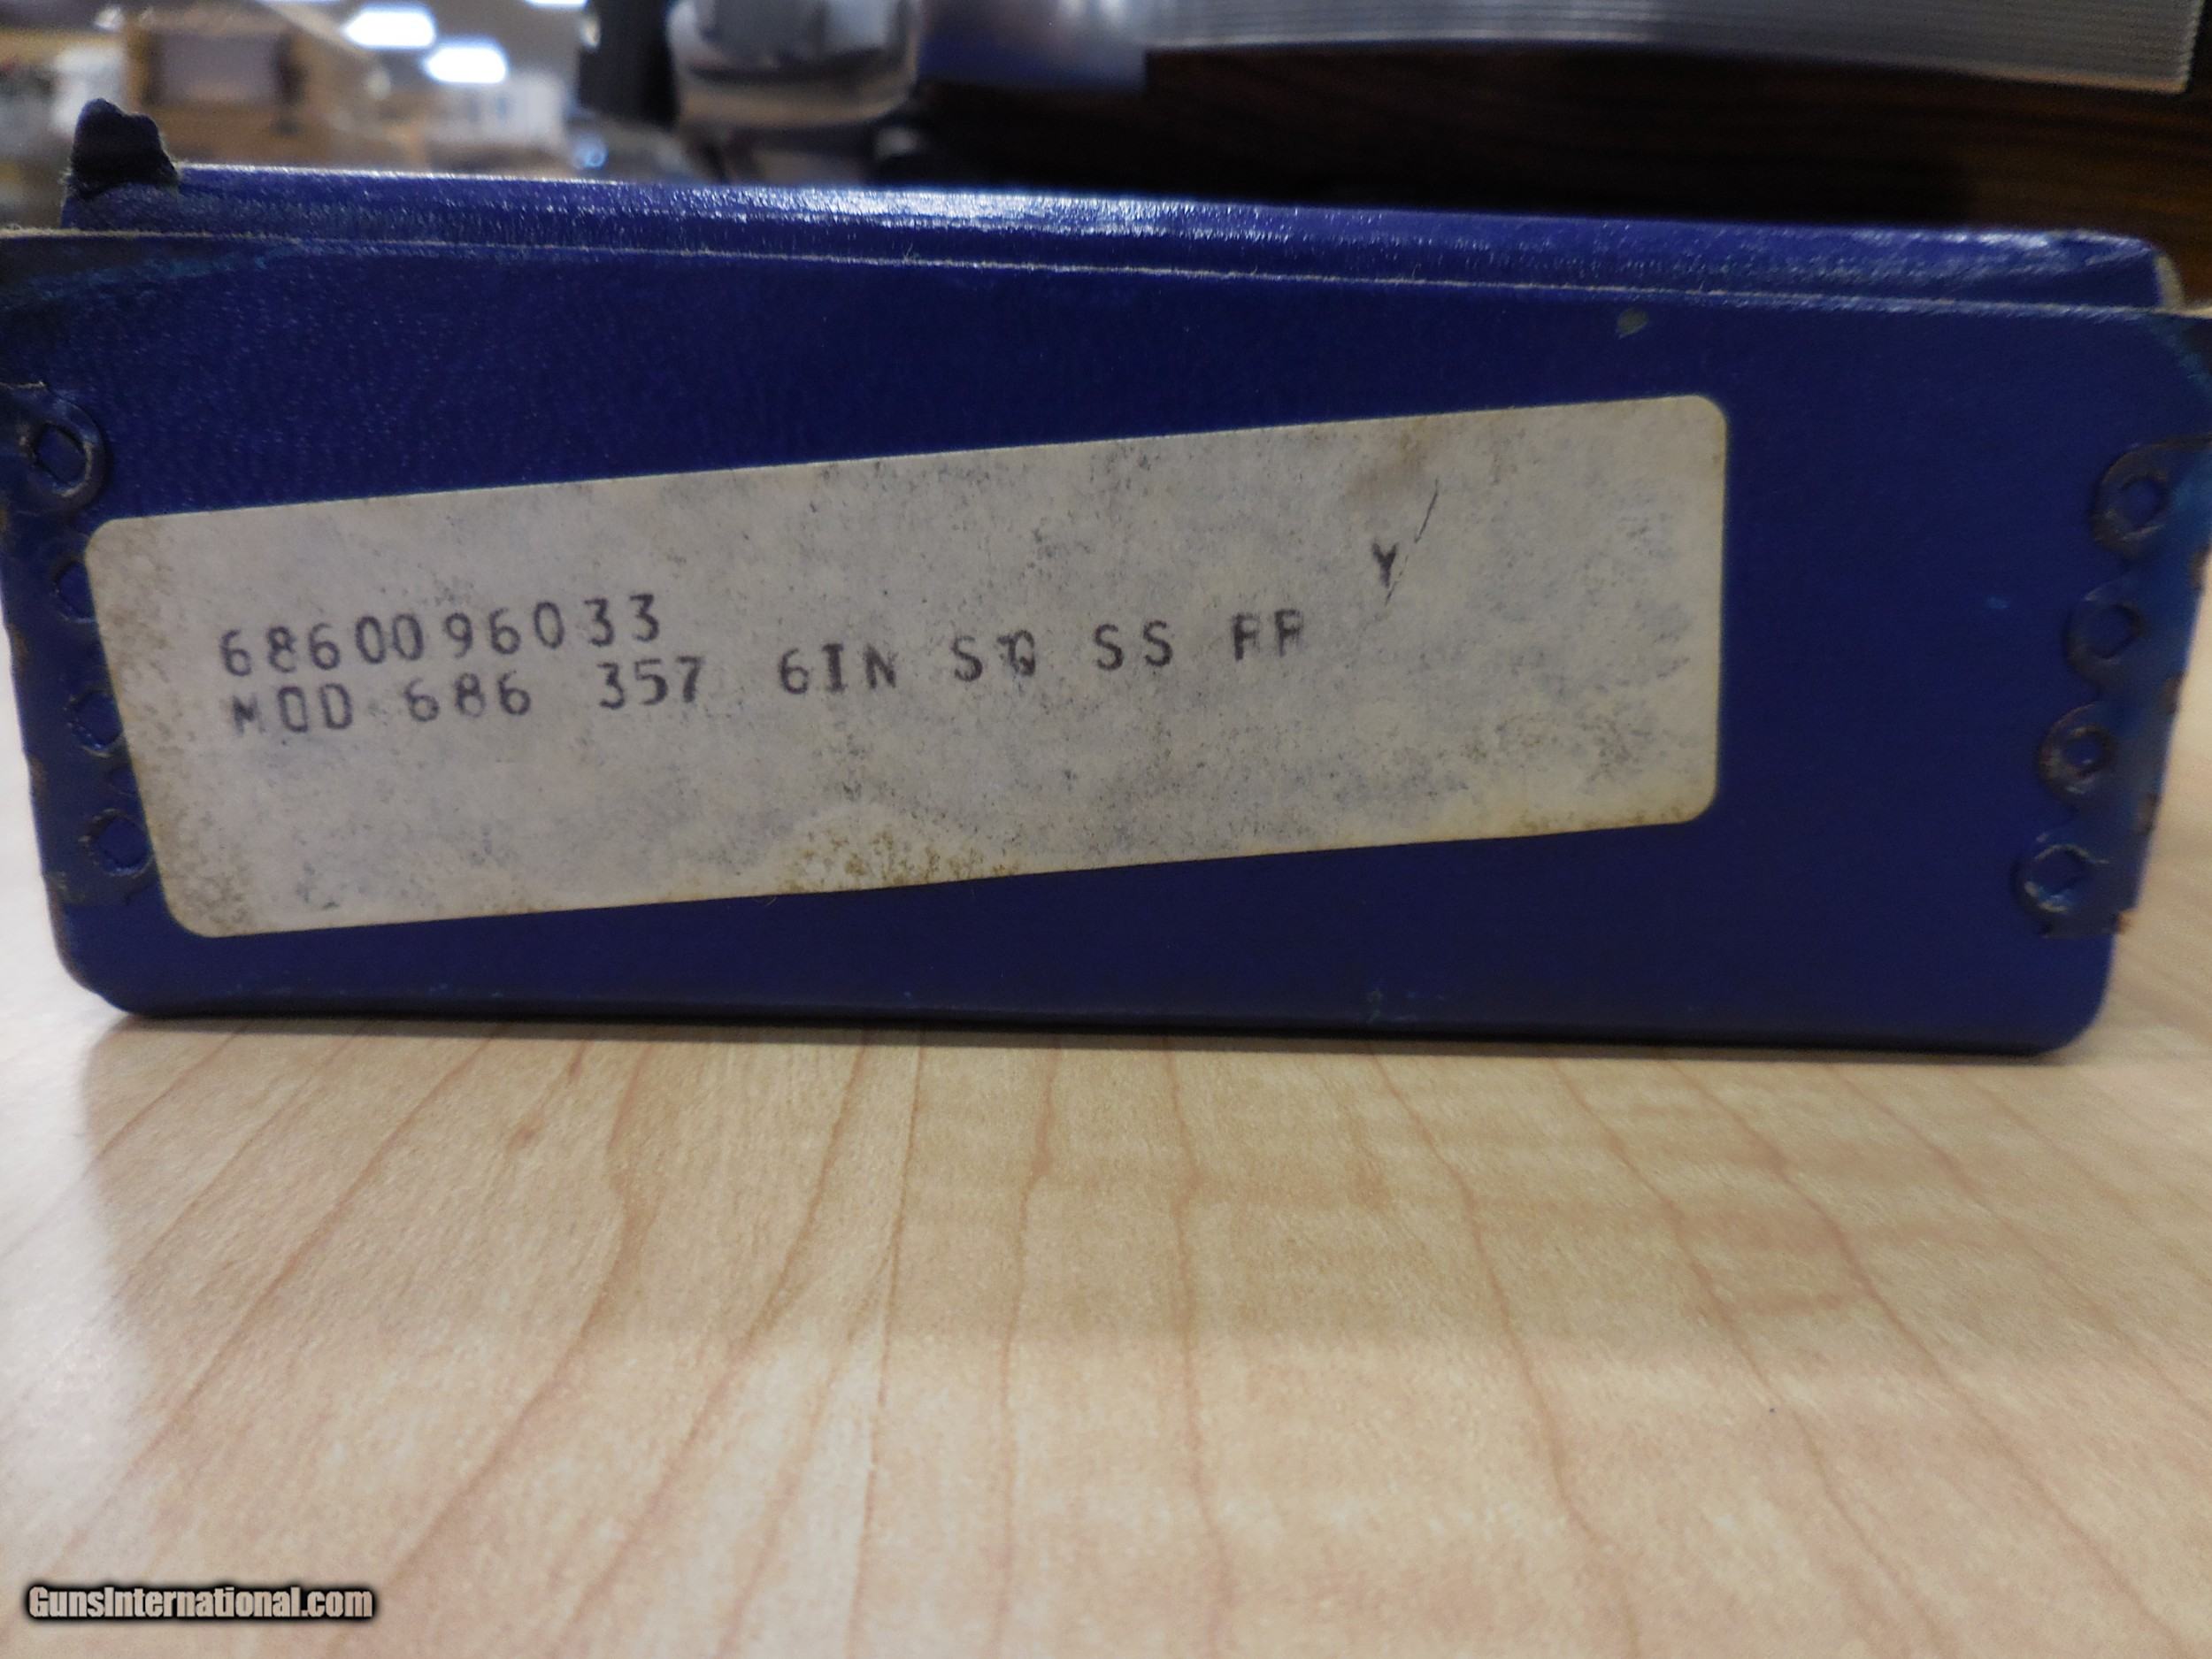 6860096033
Y
MOD 686 357 6IN SQ SS RR
GunsInternational.com